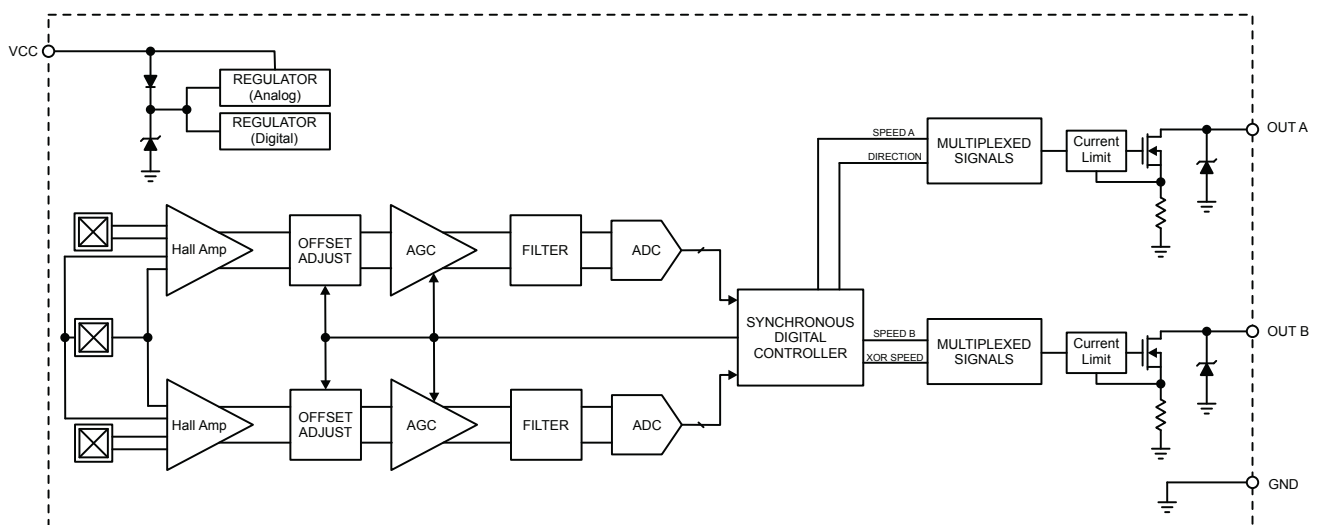 VCC
REGULATOR
(Analog)
REGULATOR
(Digital)
OUT A
SPEED A
DIRECTION
MULTIPLEXED
SIGNALS
Current
Limit
Hall Amp
OFFSET
ADJUST
AGC
FILTER
ADC
SYNCHRONOUS
DIGITAL
CONTROLLER
SPEED B
XOR SPEED
MULTIPLEXED
SIGNALS
Current
Limit
OUT B
Hall Amp
OFFSET
ADJUST
AGC
FILTER
ADC
GND